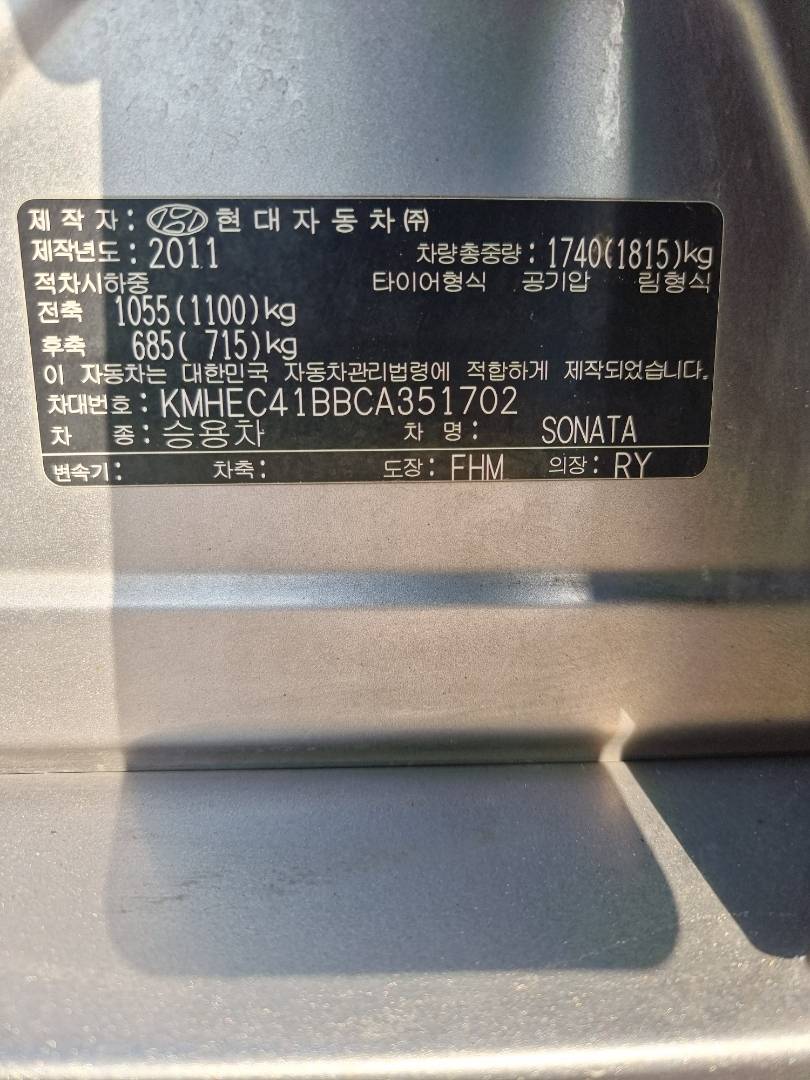 제 작 자 : 현 대 자 동 차 ㈜
제작년도 : 2011 차량총중량 : 1740(1815)kg
적차시하중 타이어형식 공기압 림형식
전축 1055(1100)kg
후축 685( 715)kg
이 자동차는 대한민국 자동차관리법령에 적합하게 제작되었습니다.
차대번호 : KMHEC41BBCA351702
차 종 : 승용차 차 명 : SONATA
변속기 : 차축 : 도장 : FHM 의장 : RY